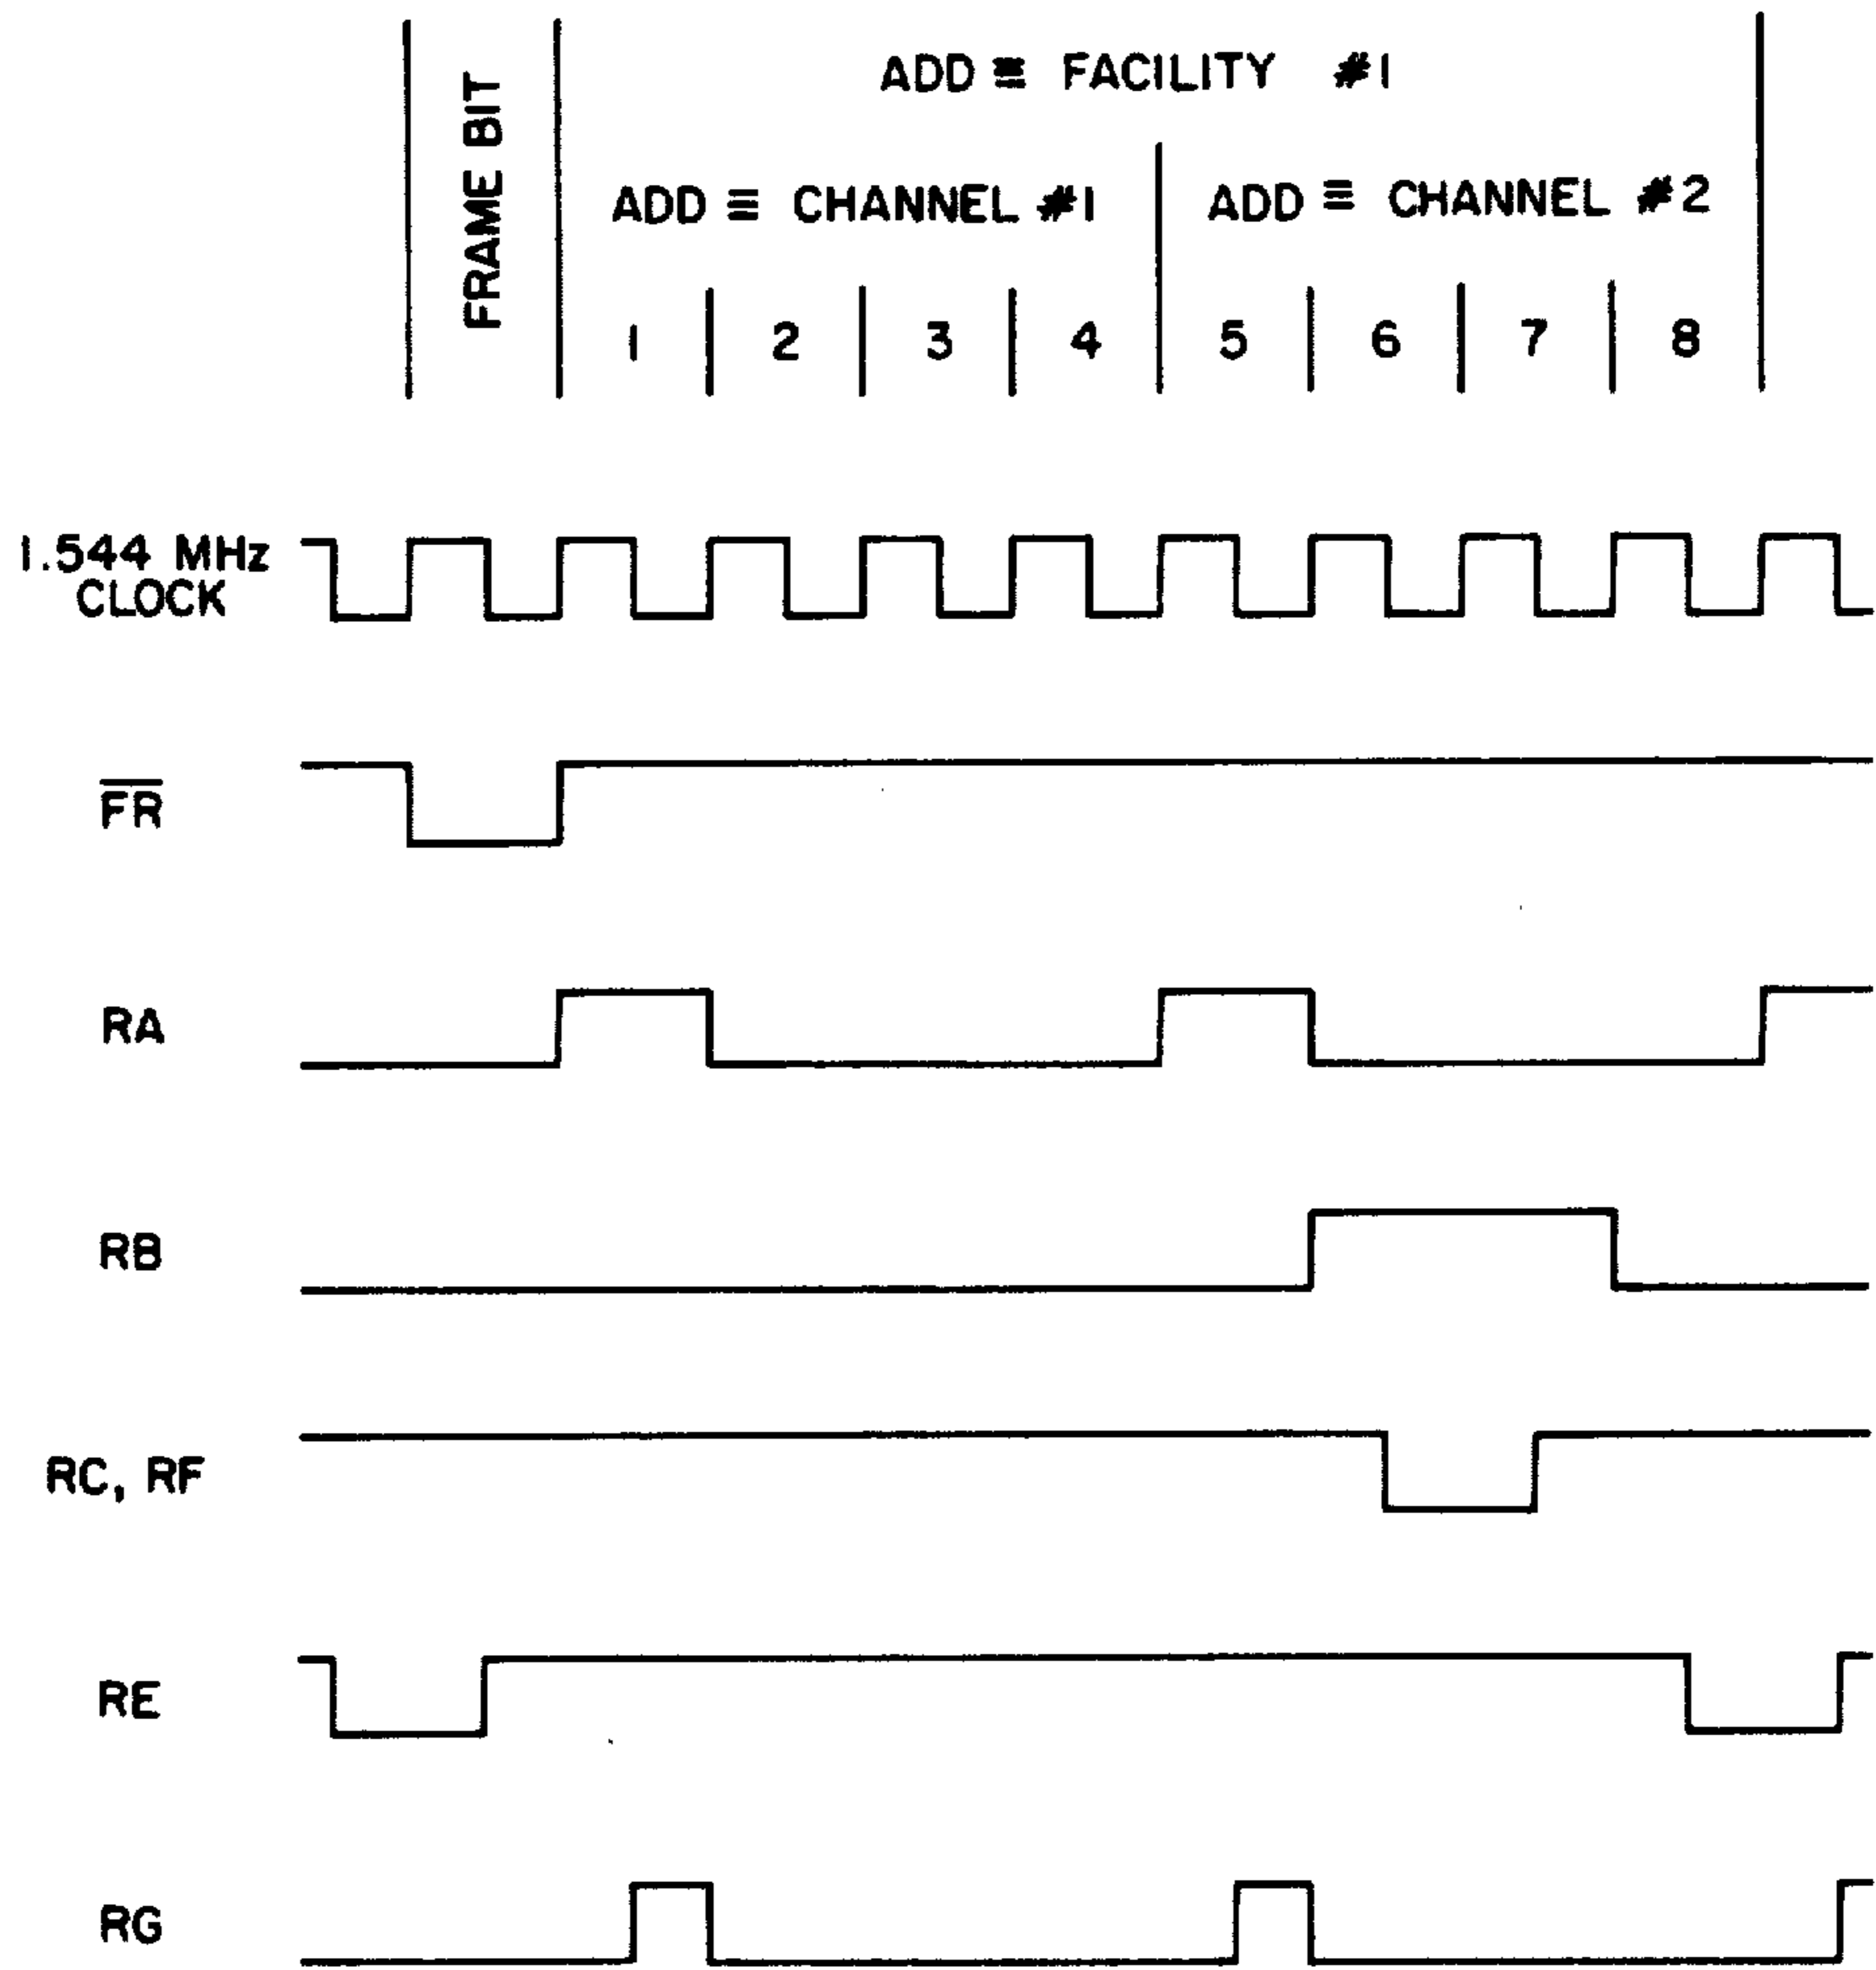 FRAME BIT
ADD ≡ FACILITY #1
ADD ≡ CHANNEL #1
ADD ≡ CHANNEL #2
1 2 3 4 5 6 7 8
1.544 MHz
CLOCK
F̅R̅
RA
RB
RC, RF
RE
RG